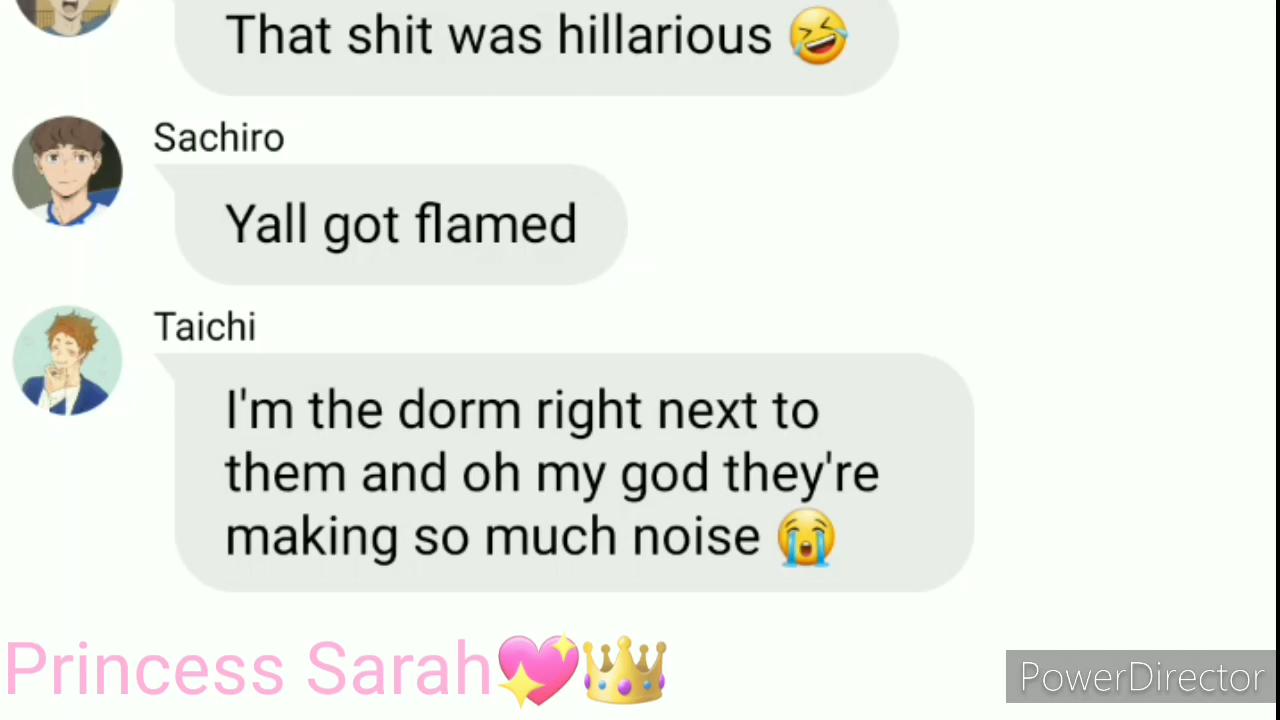 That shit was hillarious 🤣
Sachiro
Yall got flamed
Taichi
I'm the dorm right next to
them and oh my god they're
making so much noise 😭
Princess Sarah💖👑
PowerDirector